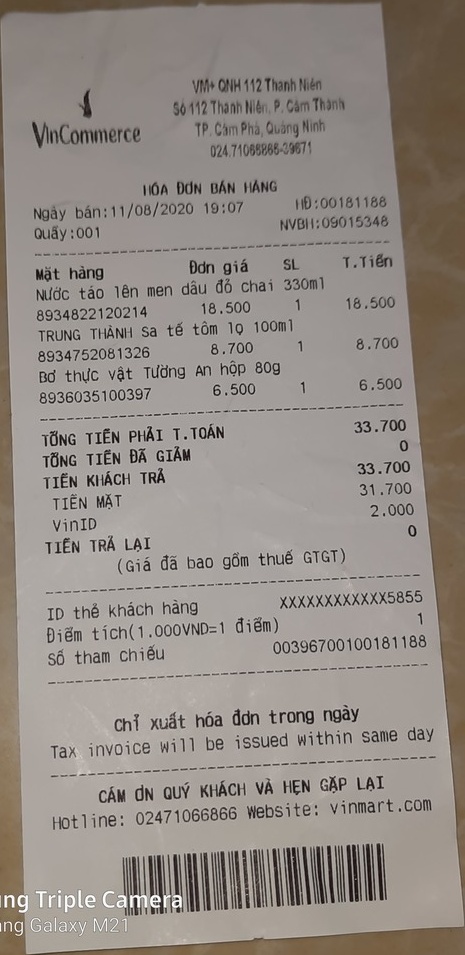 VinCommerce
VM+ QNH 112 Thanh Niên
Số 112 Thanh Niên, P. Cẩm Thành
TP. Cẩm Phả, Quảng Ninh
024.71066866-39671
HÓA ĐƠN BÁN HÀNG
Ngày bán:11/08/2020 19:07 HĐ:00181188
Quầy:001 NVBH:09015348
Mặt hàng Đơn giá SL T.Tiền
Nước táo lên men dâu đỏ chai 330ml
8934822120214 18.500 1 18.500
TRUNG THÀNH Sa tế tôm lọ 100ml
8934752081326 8.700 1 8.700
Bơ thực vật Tường An hộp 80g
8936035100397 6.500 1 6.500
TỔNG TIỀN PHẢI T.TOÁN 33.700
TỔNG TIỀN ĐÃ GIẢM 0
TIỀN KHÁCH TRẢ 33.700
TIỀN MẶT 31.700
VinID 2.000
TIỀN TRẢ LẠI 0
(Giá đã bao gồm thuế GTGT)
ID thẻ khách hàng XXXXXXXXXXXX5855
Điểm tích(1.000VND=1 điểm) 1
Số tham chiếu 00396700100181188
Chỉ xuất hóa đơn trong ngày
Tax invoice will be issued within same day
CẢM ƠN QUÝ KHÁCH VÀ HẸN GẶP LẠI
Hotline: 02471066866 Website: vinmart.com
ung Triple Camera
ng Galaxy M21